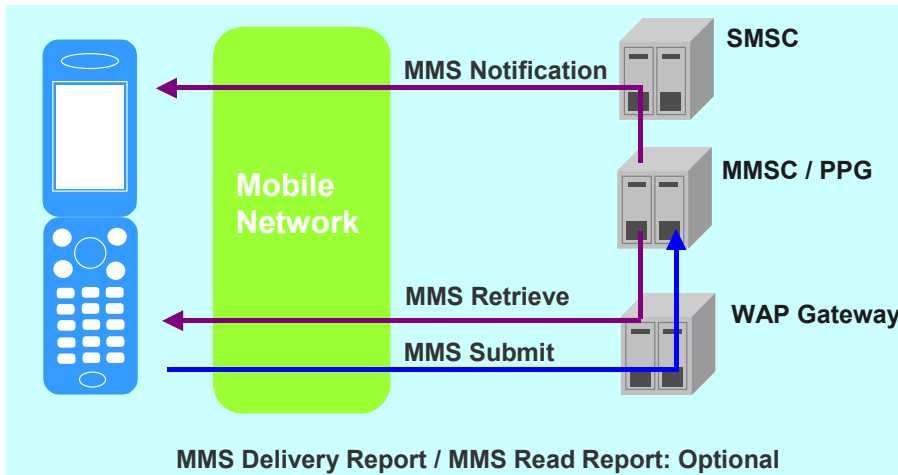 SMSC
MMS Notification
MMSC / PPG
Mobile
Network
MMS Retrieve
WAP Gateway
MMS Submit
MMS Delivery Report / MMS Read Report: Optional